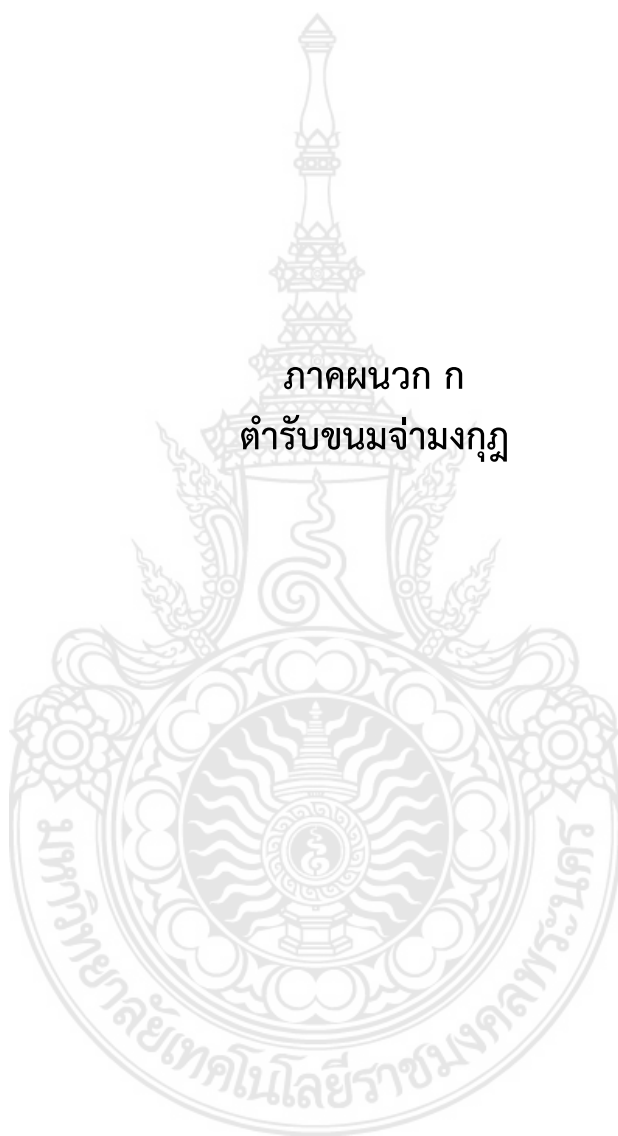 ภาคผนวก ก
ตำรับขนมจ่ามงกุฎ
มหาวิทยาลัยเทคโนโลยีราชมงคลพระนคร